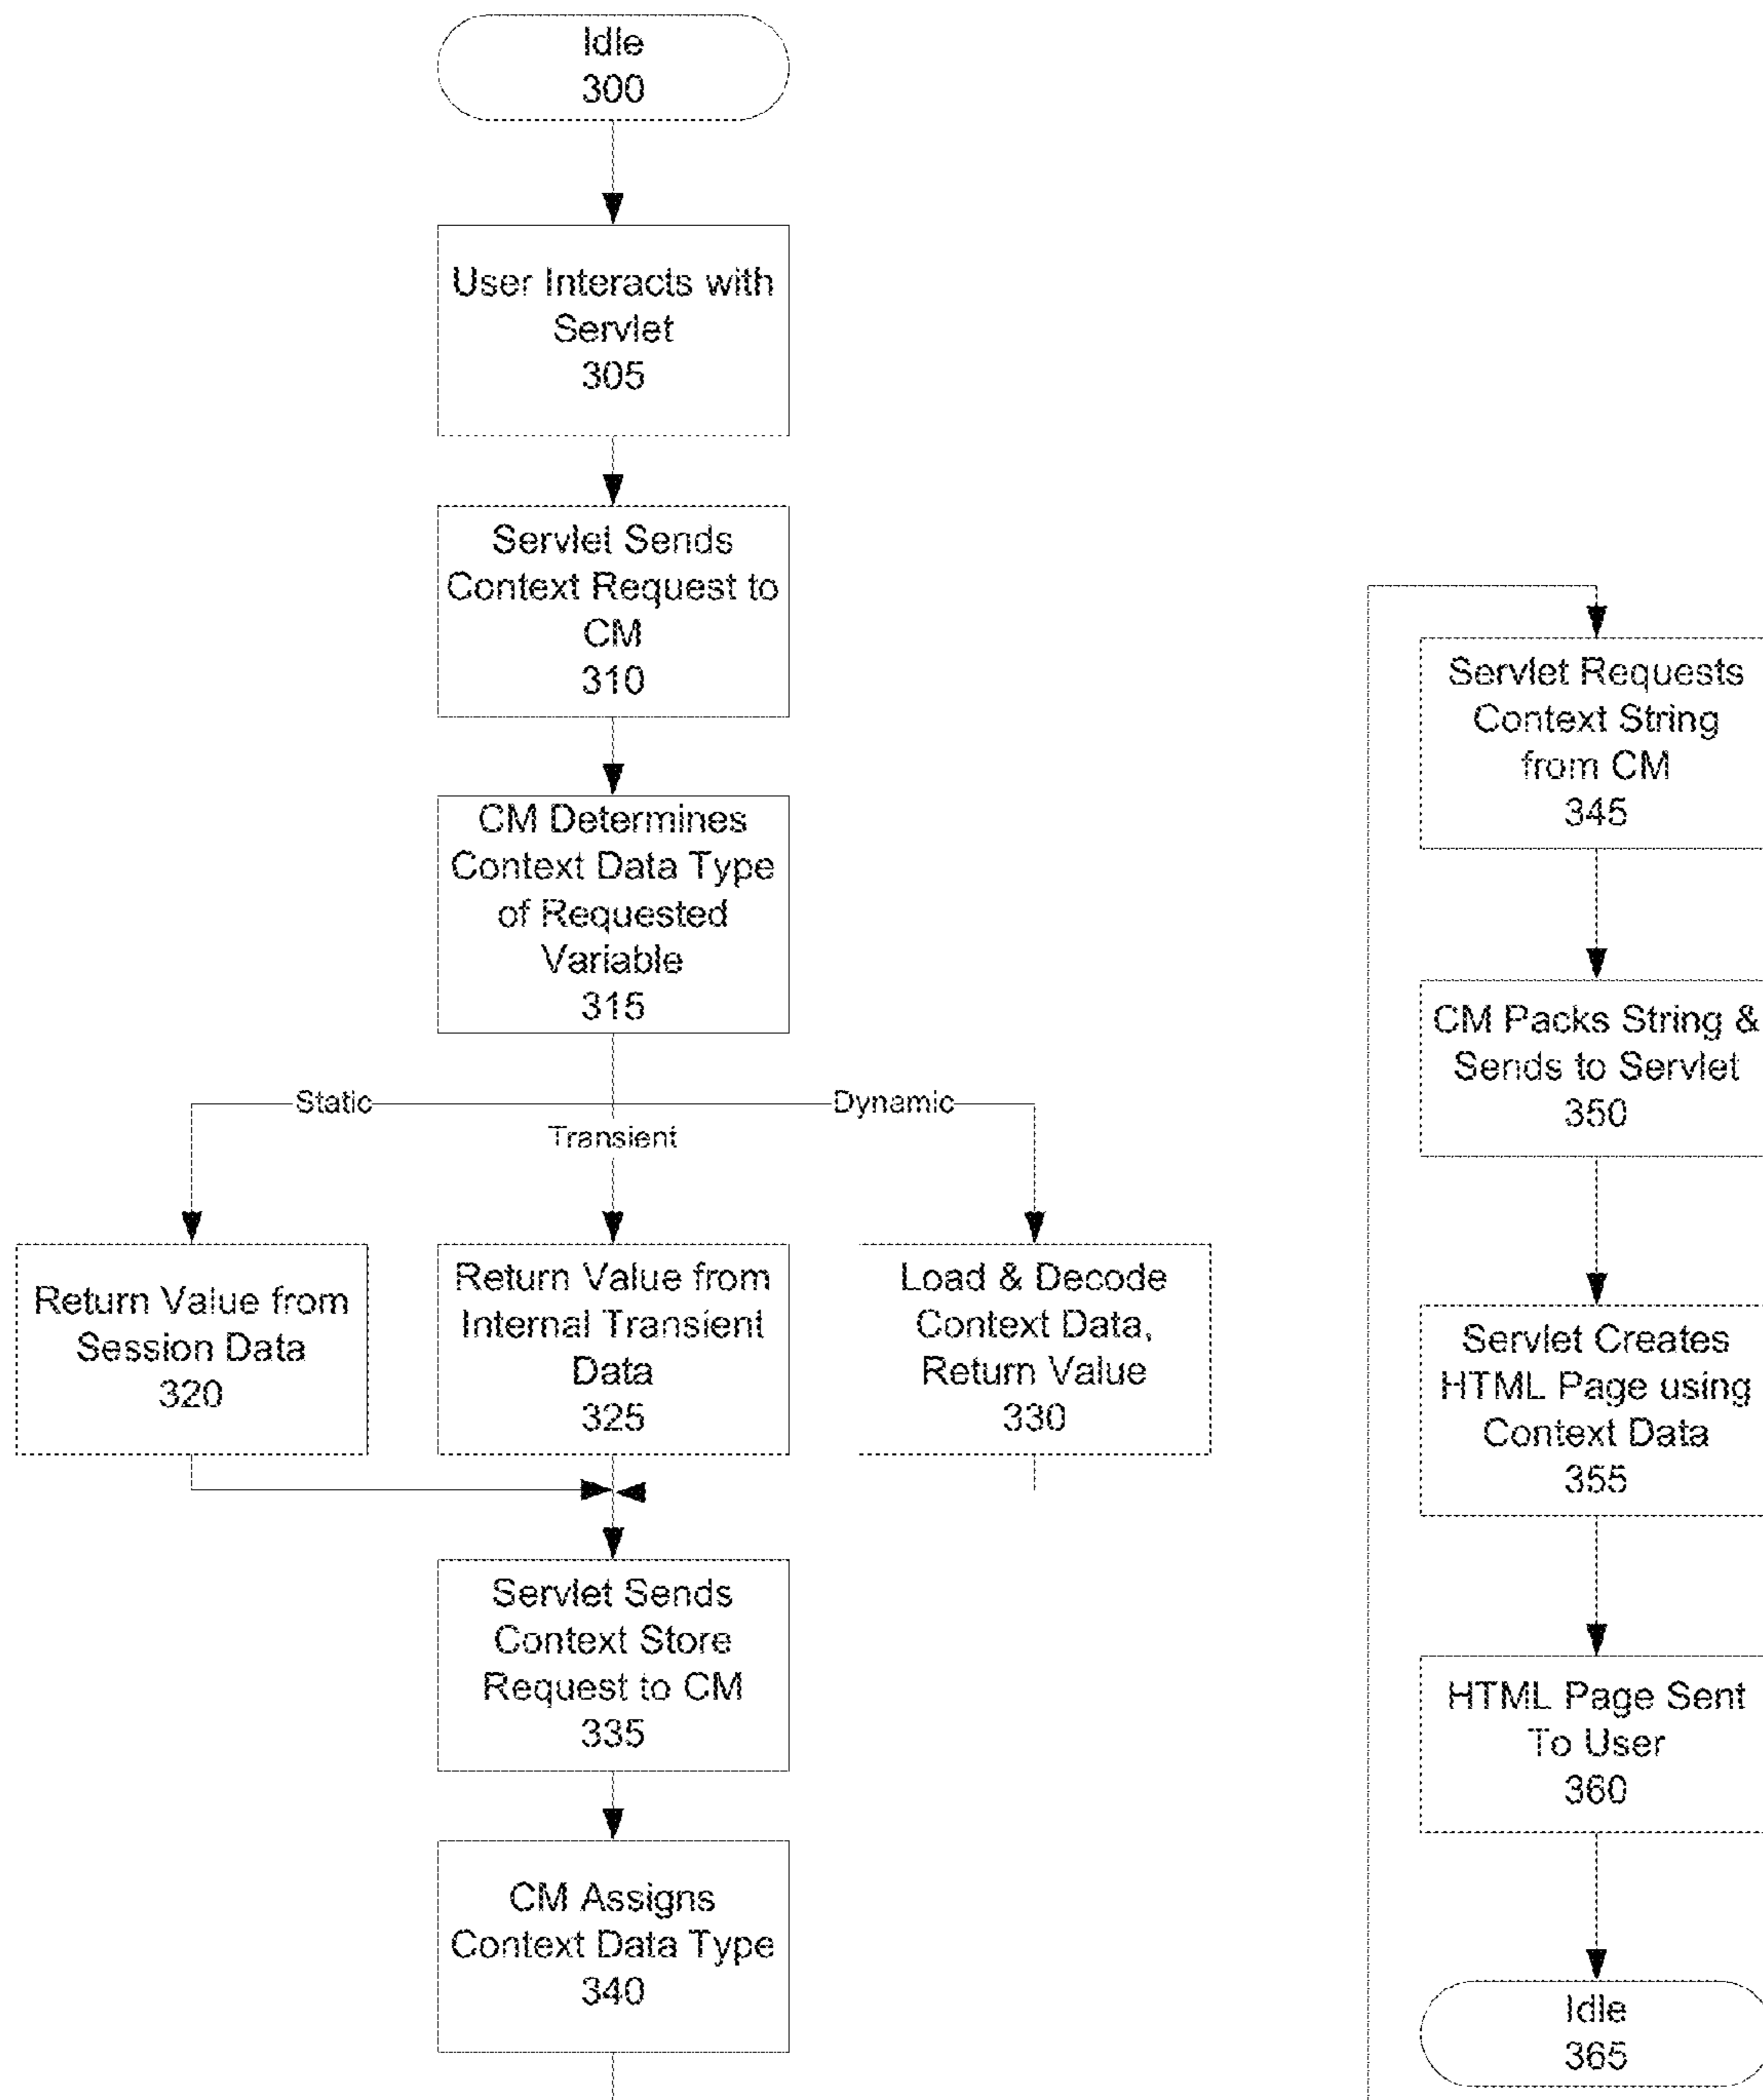 Idle
300
User Interacts with
Servlet
305
Servlet Sends
Context Request to
CM
310
CM Determines
Context Data Type
of Requested
Variable
315
Static
Transient
Dynamic
Return Value from
Session Data
320
Return Value from
Internal Transient
Data
325
Load & Decode
Context Data,
Return Value
330
Servlet Sends
Context Store
Request to CM
335
CM Assigns
Context Data Type
340
Servlet Requests
Context String
from CM
345
CM Packs String &
Sends to Servlet
350
Servlet Creates
HTML Page using
Context Data
355
HTML Page Sent
To User
360
Idle
365